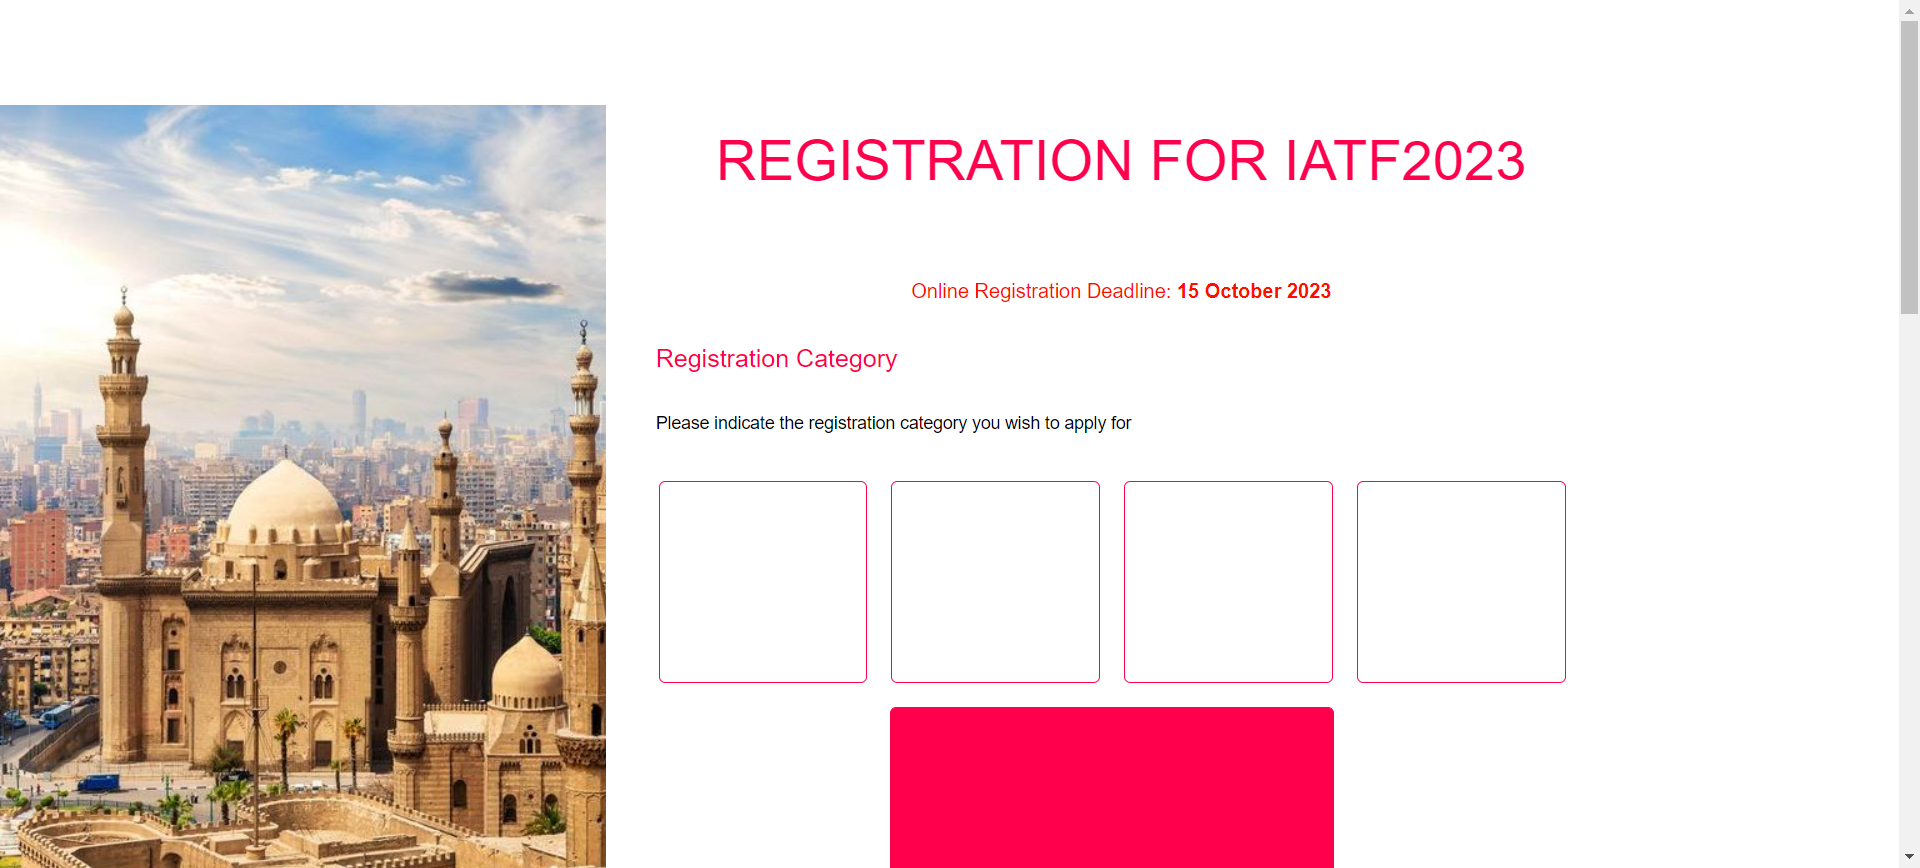 REGISTRATION FOR IATF2023
Online Registration Deadline: 15 October 2023
Registration Category
Please indicate the registration category you wish to apply for